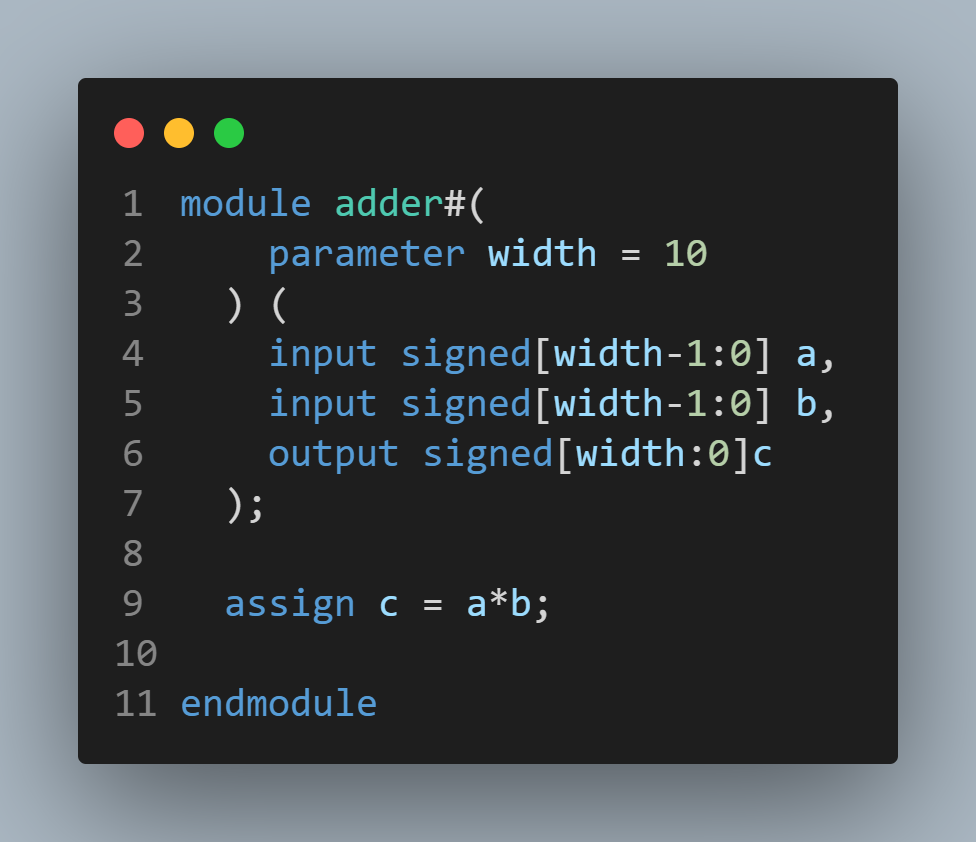 1 module adder#(
2     parameter width = 10
3   ) (
4     input signed[width-1:0] a,
5     input signed[width-1:0] b,
6     output signed[width:0]c
7   );
8
9   assign c = a*b;
10
11 endmodule